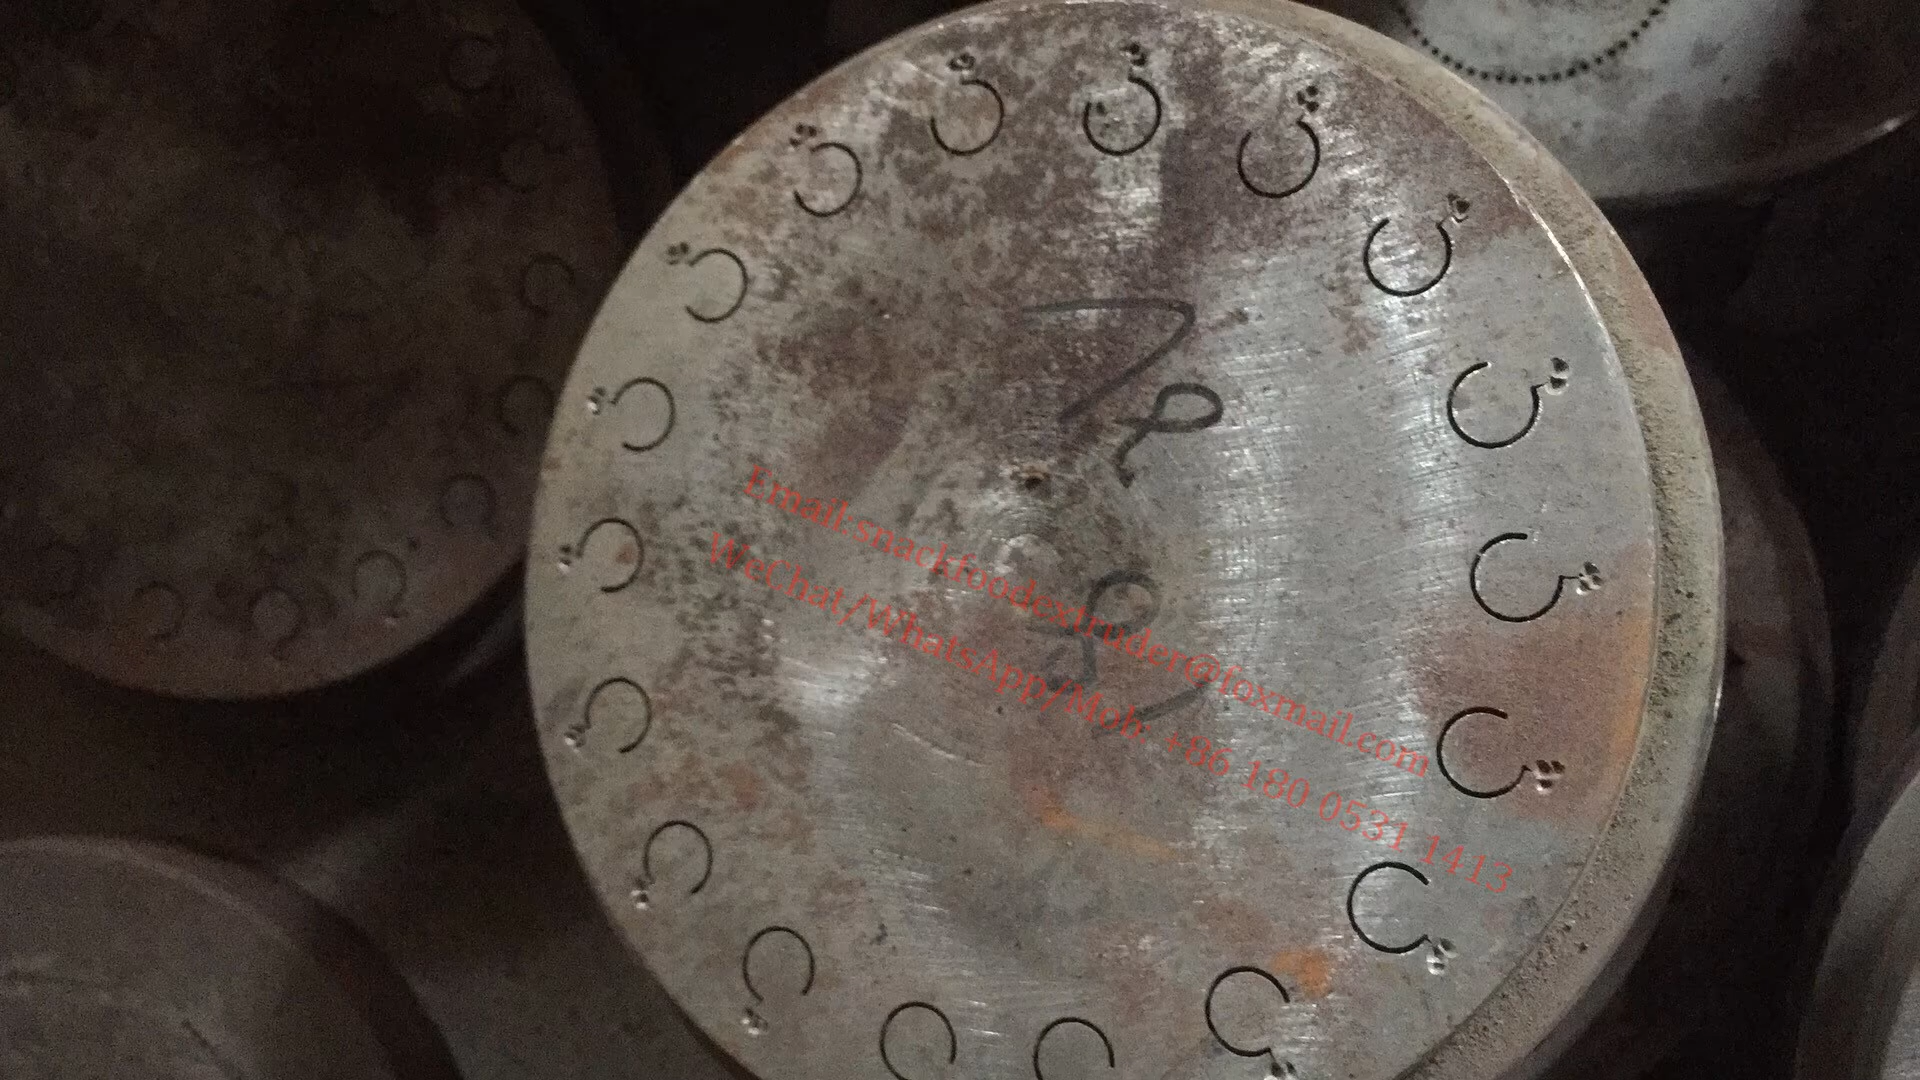 Email:snackfoodextruder@foxmail.com
WeChat/WhatsApp/Mob: +86 180 0531 1413